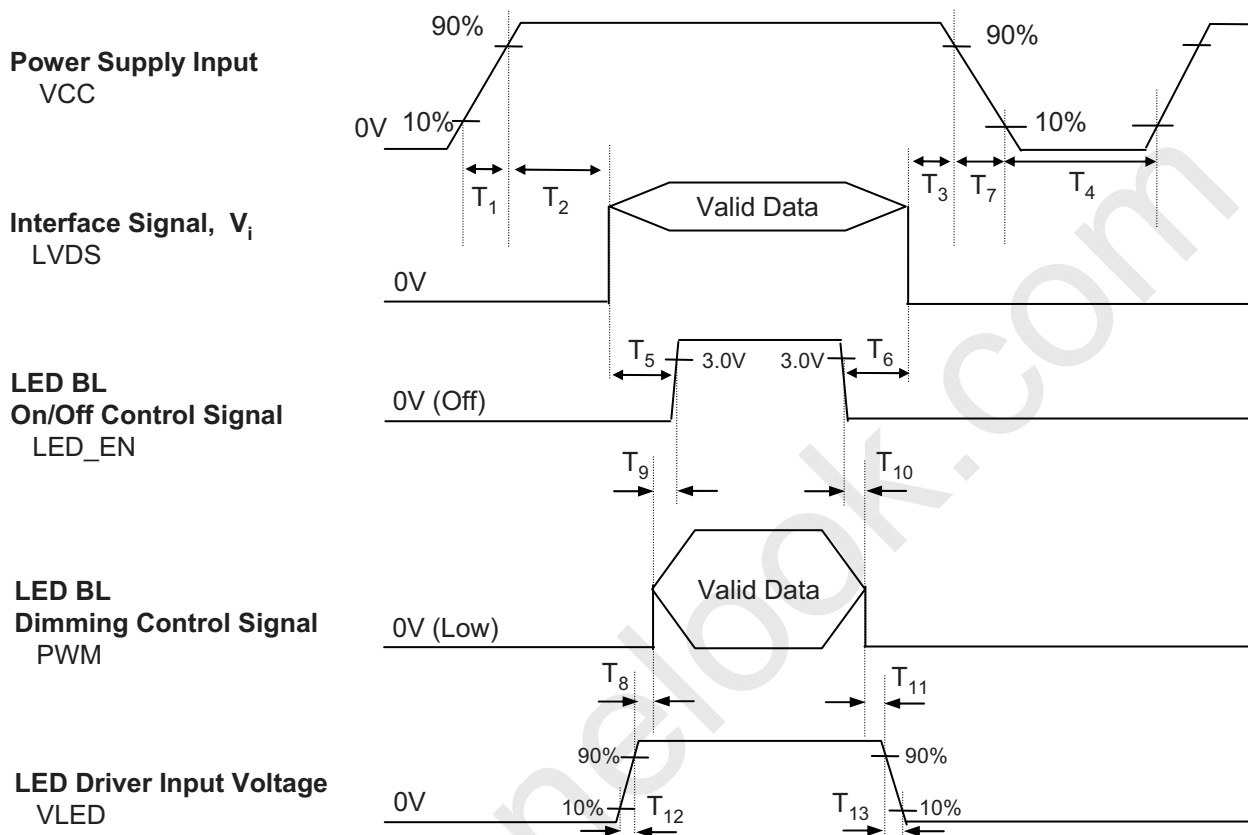 Power Supply Input
VCC
90%
10%
0V
90%
10%
T1
T2
T3
T7
T4
Interface Signal, Vi
LVDS
Valid Data
0V
LED BL
On/Off Control Signal
LED_EN
T5
3.0V
3.0V
T6
0V (Off)
T9
T10
LED BL
Dimming Control Signal
PWM
Valid Data
0V (Low)
T8
T11
LED Driver Input Voltage
VLED
90%
90%
0V
10%
T12
T13
10%
nelook.com